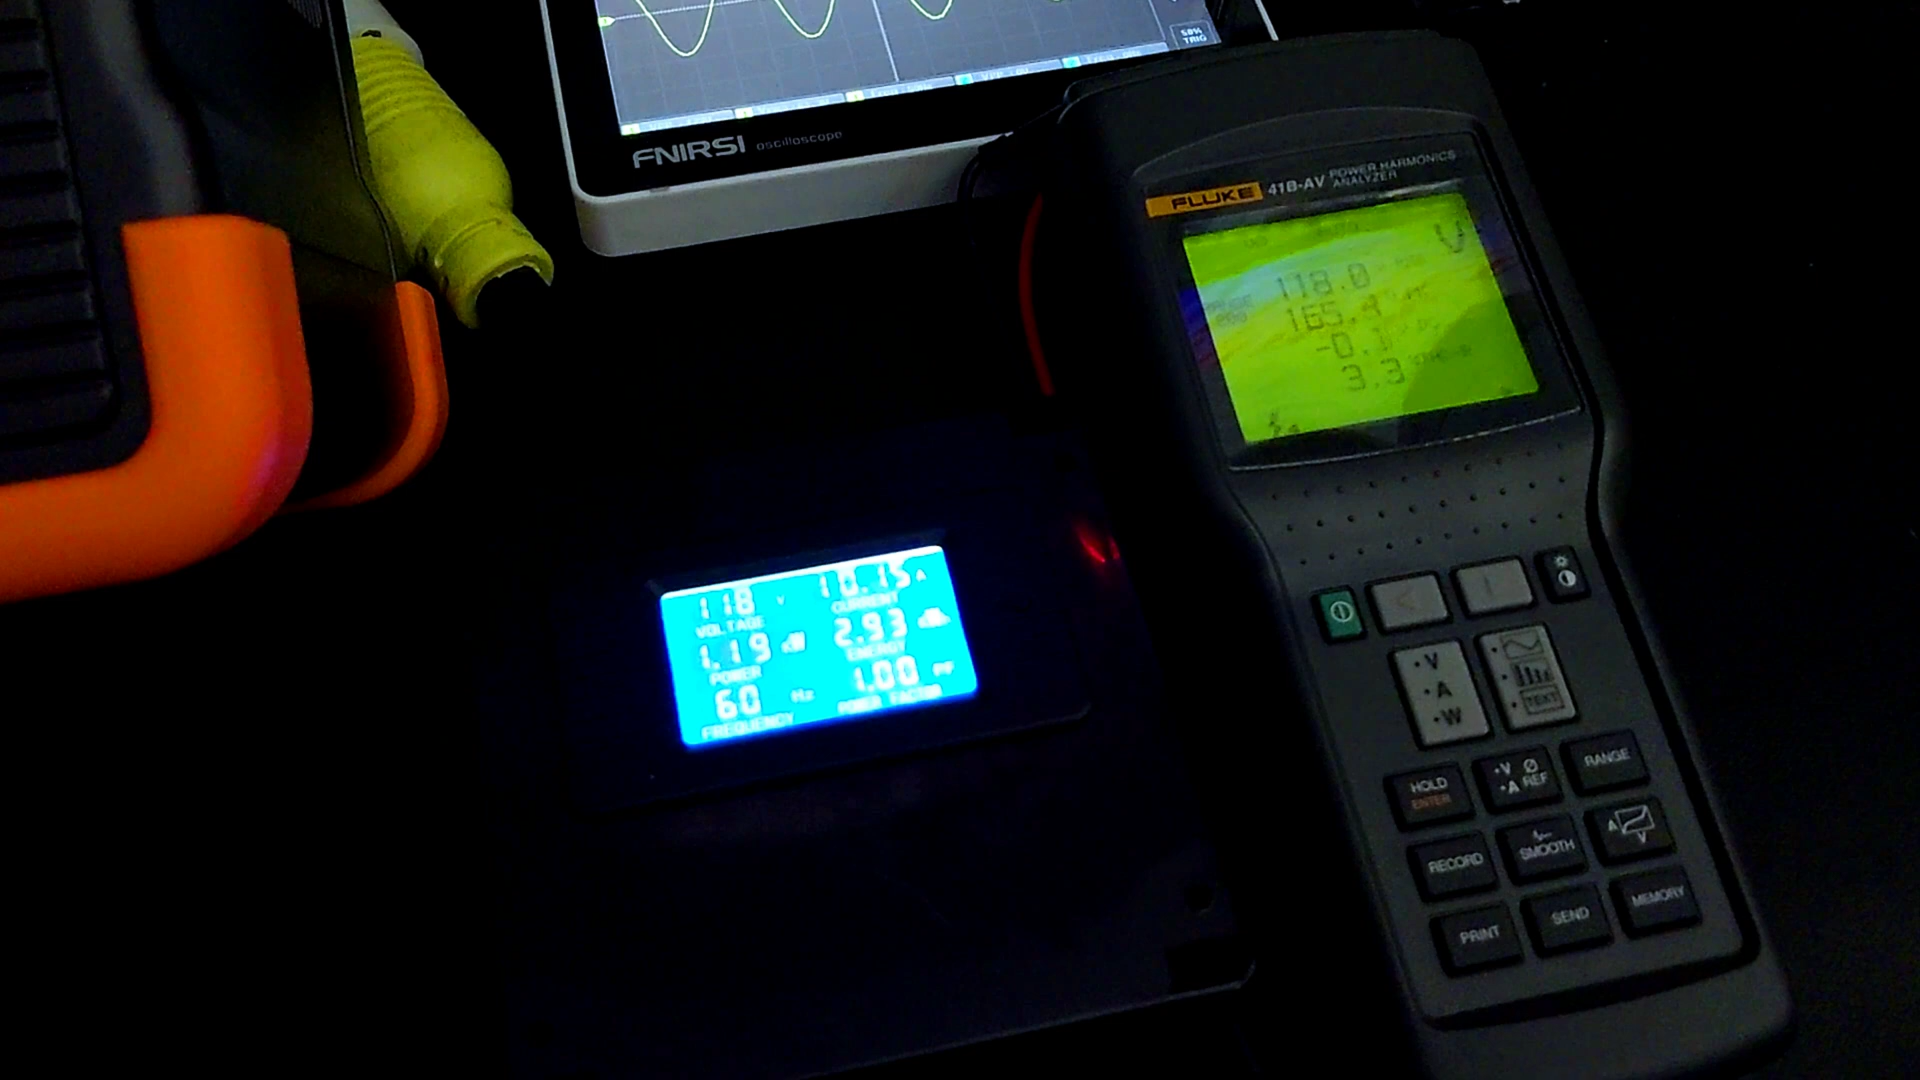 58%
TRIG
FNIRSI oscilloscope
FLUKE 41B-AV POWER HARMONICS
ANALYZER
V
118.0
165.4
-0.1
3.3
118 V 10.15 A
VOLTAGE CURRENT
1.19 kW 2.93
POWER ENERGY
60 Hz 1.00 PF
FREQUENCY POWER FACTOR
V
A
W
TEXT
HOLD
ENTER
V Ø
A REF
RANGE
RECORD
SMOOTH
A
V
PRINT
SEND
MEMORY